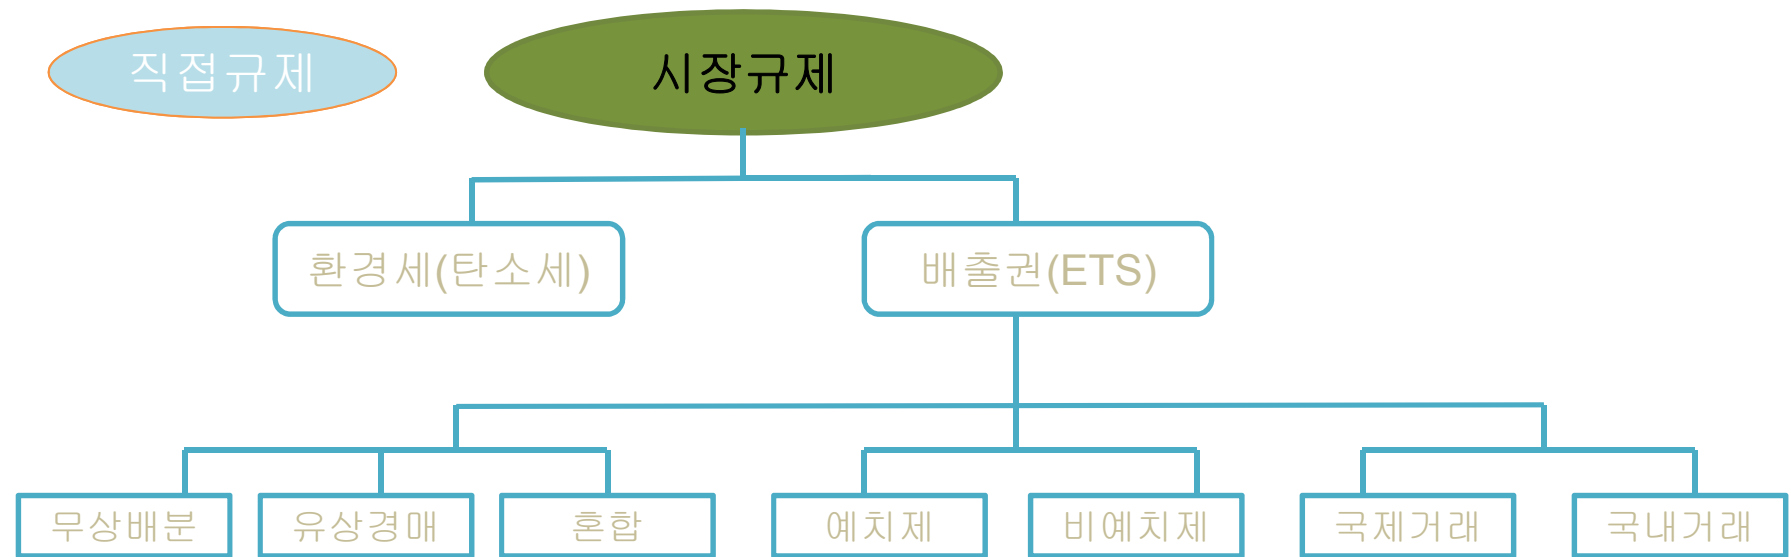 직접규제
시장규제
환경세(탄소세)
배출권(ETS)
무상배분
유상경매
혼합
예치제
비예치제
국제거래
국내거래